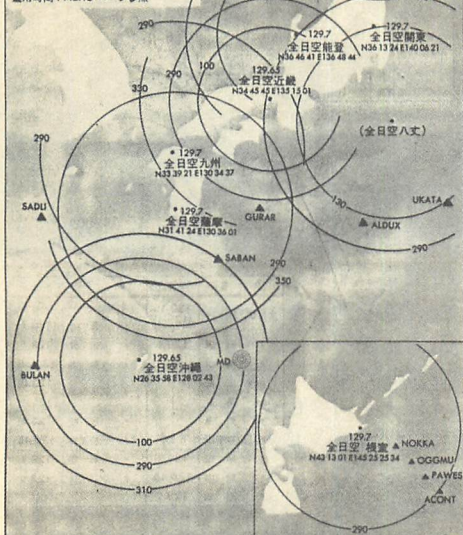 290
129.7
全日空関東
N36 13 24 E140 06 21
129.7
全日空能登
N36 46 41 E136 48 44
290
100
129.65
全日空近畿
N34 45 45 E135 15 01
330
290
(全日空八丈)
129.7
全日空九州
N33 39 21 E130 34 37
SADLI
129.7
全日空薩摩
N31 41 24 E130 36 01
GURAR
130
UKATA
ALDUX
290
SABAN
290
350
129.65
全日空沖縄
N26 35 58 E128 02 43
MD
BULAN
100
290
310
129.7
全日空 根室
N43 13 01 E145 25 25 34
NOKKA
OGGMU
PAWES
ACONT
290